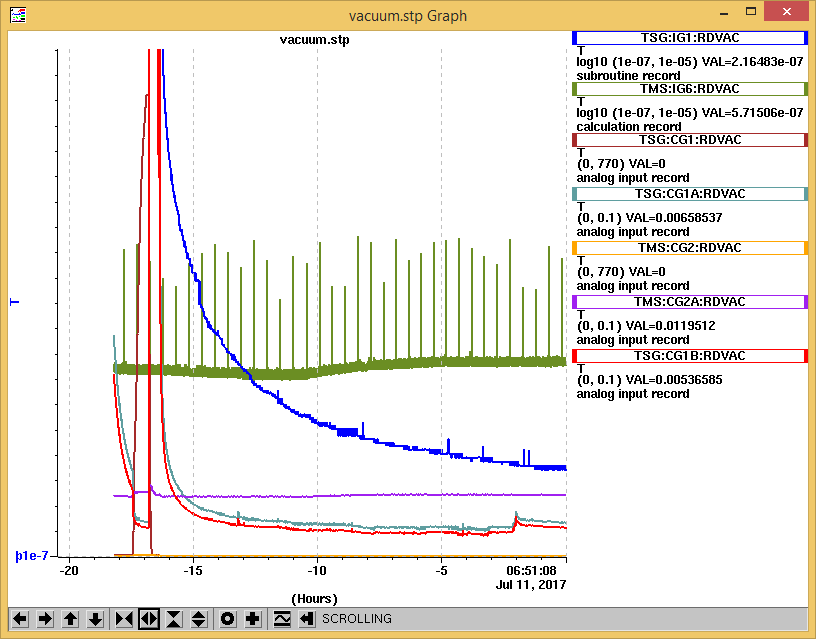 vacuum.stp Graph
vacuum.stp
TSG:IG1:RDVAC
T
log10 (1e-07, 1e-05) VAL=2.16483e-07
subroutine record
TMS:IG6:RDVAC
T
log10 (1e-07, 1e-05) VAL=5.71506e-07
calculation record
TSG:CG1:RDVAC
T
(0, 770) VAL=0
analog input record
TSG:CG1A:RDVAC
T
(0, 0.1) VAL=0.00658537
analog input record
TMS:CG2:RDVAC
T
(0, 770) VAL=0
analog input record
TMS:CG2A:RDVAC
T
(0, 0.1) VAL=0.0119512
analog input record
TSG:CG1B:RDVAC
T
(0, 0.1) VAL=0.00536585
analog input record
T
1e-7
-20 -15 -10 -5 06:51:08
Jul 11, 2017
(Hours)
SCROLLING